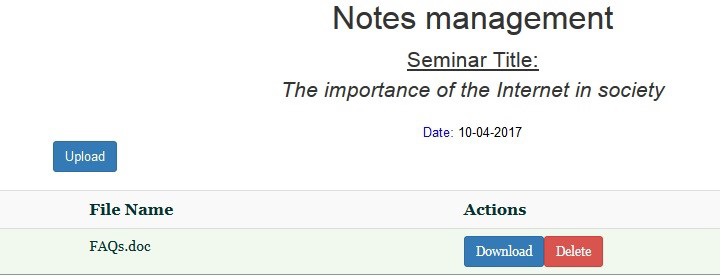 Notes management
Seminar Title:
The importance of the Internet in society
Date: 10-04-2017
Upload
File Name Actions
FAQs.doc Download Delete